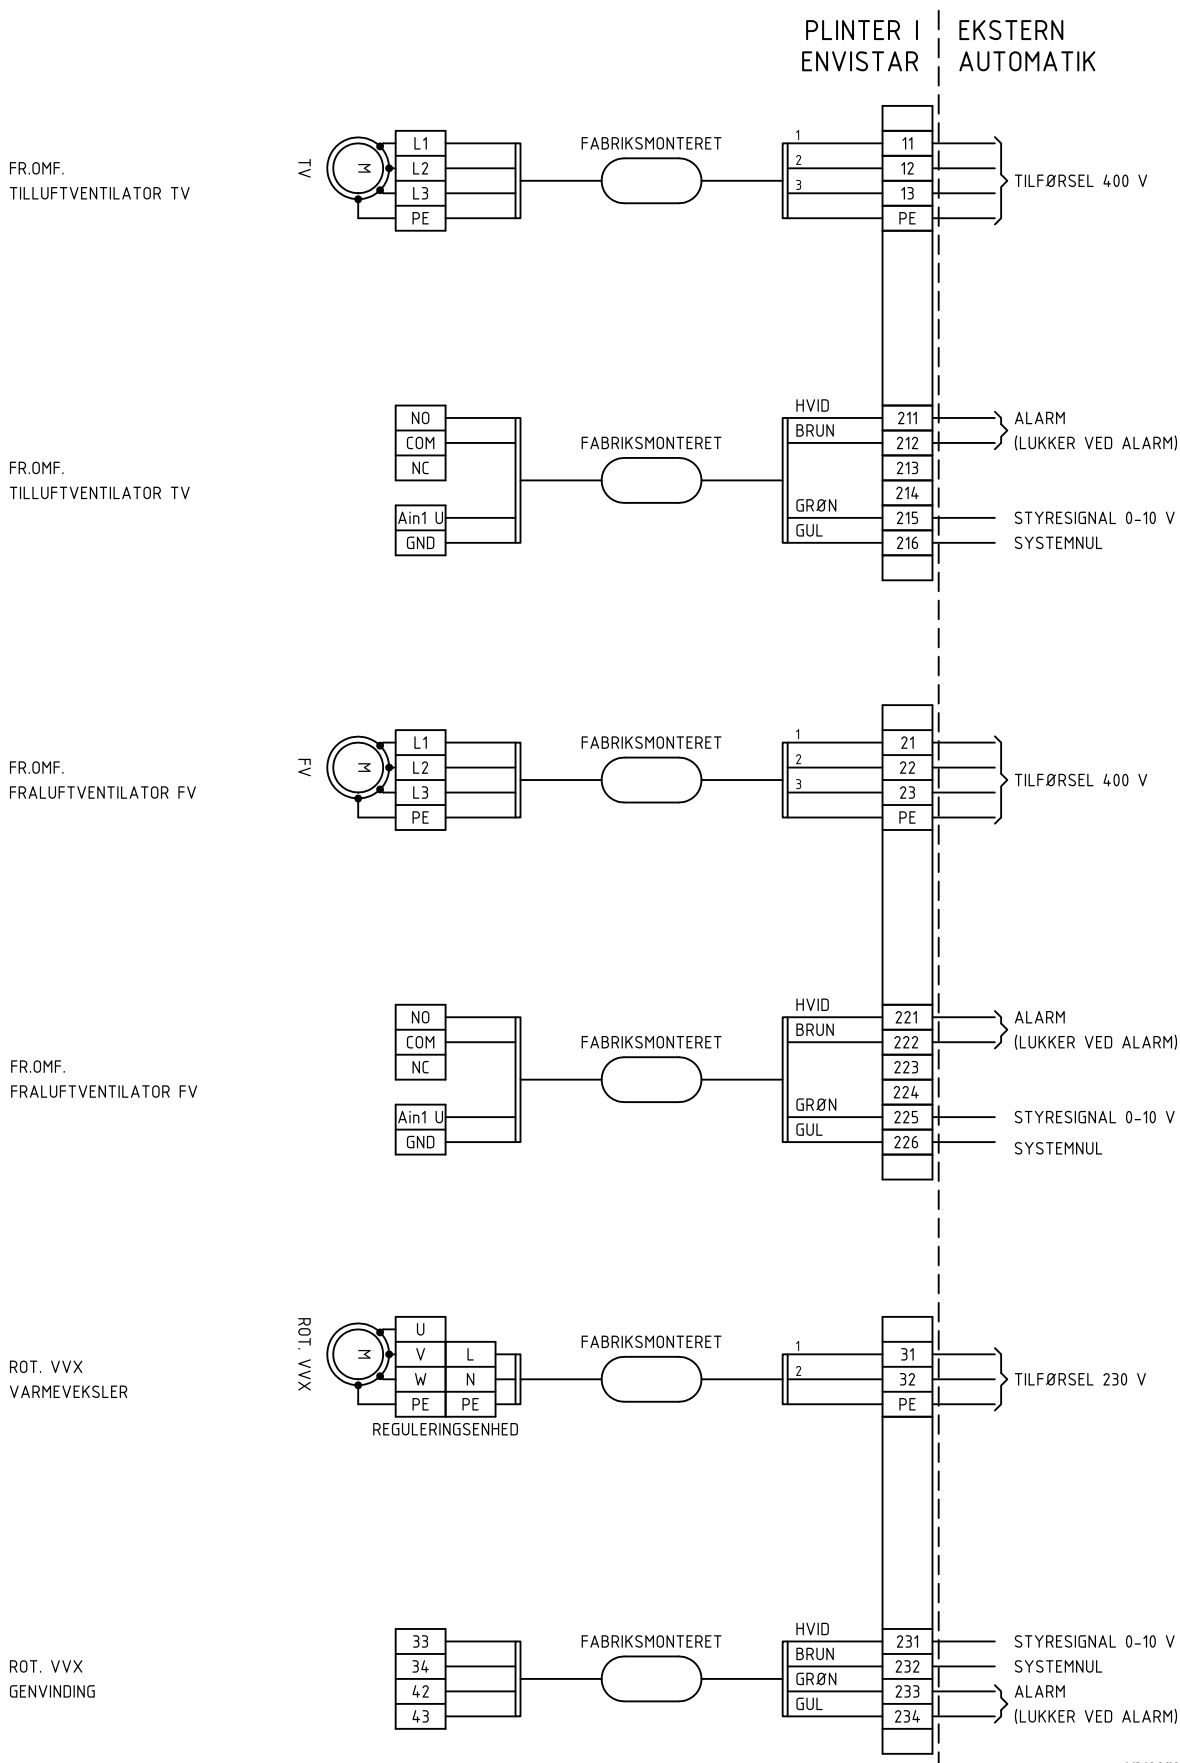 PLINTER I
ENVISTAR
EKSTERN
AUTOMATIK
FR.OMF.
TILLUFTVENTILATOR TV
TV
M
L1
L2
L3
PE
FABRIKSMONTERET
1
2
3
11
12
13
PE
TILFØRSEL 400 V
FR.OMF.
TILLUFTVENTILATOR TV
NO
COM
NC
Ain1 U
GND
FABRIKSMONTERET
HVID
BRUN
GRØN
GUL
211
212
213
214
215
216
ALARM
(LUKKER VED ALARM)
STYRESIGNAL 0-10 V
SYSTEMNUL
FR.OMF.
FRALUFTVENTILATOR FV
FV
M
L1
L2
L3
PE
FABRIKSMONTERET
1
2
3
21
22
23
PE
TILFØRSEL 400 V
FR.OMF.
FRALUFTVENTILATOR FV
NO
COM
NC
Ain1 U
GND
FABRIKSMONTERET
HVID
BRUN
GRØN
GUL
221
222
223
224
225
226
ALARM
(LUKKER VED ALARM)
STYRESIGNAL 0-10 V
SYSTEMNUL
ROT. VVX
VARMEVEKSLER
ROT. VVX
M
U
V L
W N
PE PE
REGULERINGSENHED
FABRIKSMONTERET
1
2
31
32
PE
TILFØRSEL 230 V
ROT. VVX
GENVINDING
33
34
42
43
FABRIKSMONTERET
HVID
BRUN
GRØN
GUL
231
232
233
234
STYRESIGNAL 0-10 V
SYSTEMNUL
ALARM
(LUKKER VED ALARM)